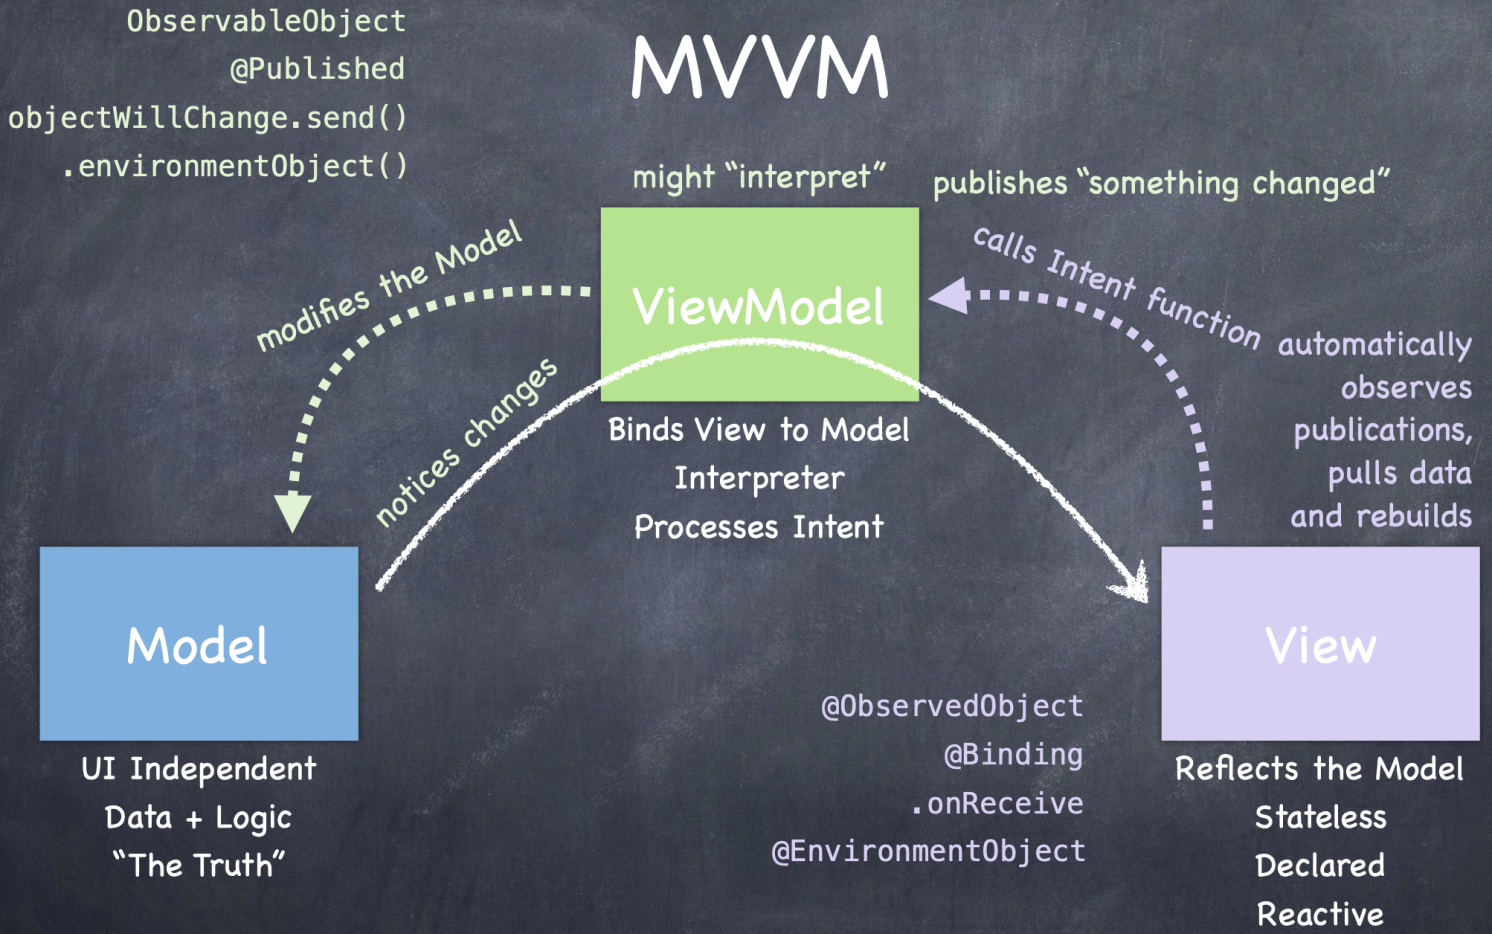 ObservableObject
@Published
objectWillChange.send()
.environmentObject()
MVVM
might “interpret”
publishes “something changed”
modifies the Model
calls Intent function
ViewModel
notices changes
automatically
observes
publications,
pulls data
and rebuilds
Binds View to Model
Interpreter
Processes Intent
Model
View
@ObservedObject
@Binding
.onReceive
@EnvironmentObject
UI Independent
Data + Logic
“The Truth”
Reflects the Model
Stateless
Declared
Reactive